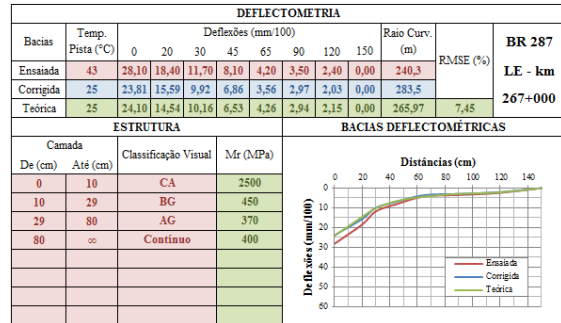 DEFLECTOMETRIA
Bacias Temp. Pista (°C) Deflexões (mm/100) Raio Curv. (m) RMSE (%) BR 287 LE - km 267+000
0 20 30 45 65 90 120 150
Ensaiada 43 28,10 18,40 11,70 8,10 4,20 3,50 2,40 0,00 240,3
Corrigida 25 23,81 15,59 9,92 6,86 3,56 2,97 2,03 0,00 283,5
Teórica 25 24,10 14,54 10,16 6,53 4,26 2,94 2,15 0,00 265,97 7,45
ESTRUTURA BACIAS DEFLECTOMÉTRICAS
Camada Classificação Visual Mr (MPa)
De (cm) Até (cm)
0 10 CA 2500
10 29 BG 450
29 80 AG 370
80 ∞ Contínuo 400
Distâncias (cm)
0 20 40 60 80 100 120 140
Deflexões (mm/100)
0
10
20
30
40
50
60
Ensaiada
Corrigida
Teórica